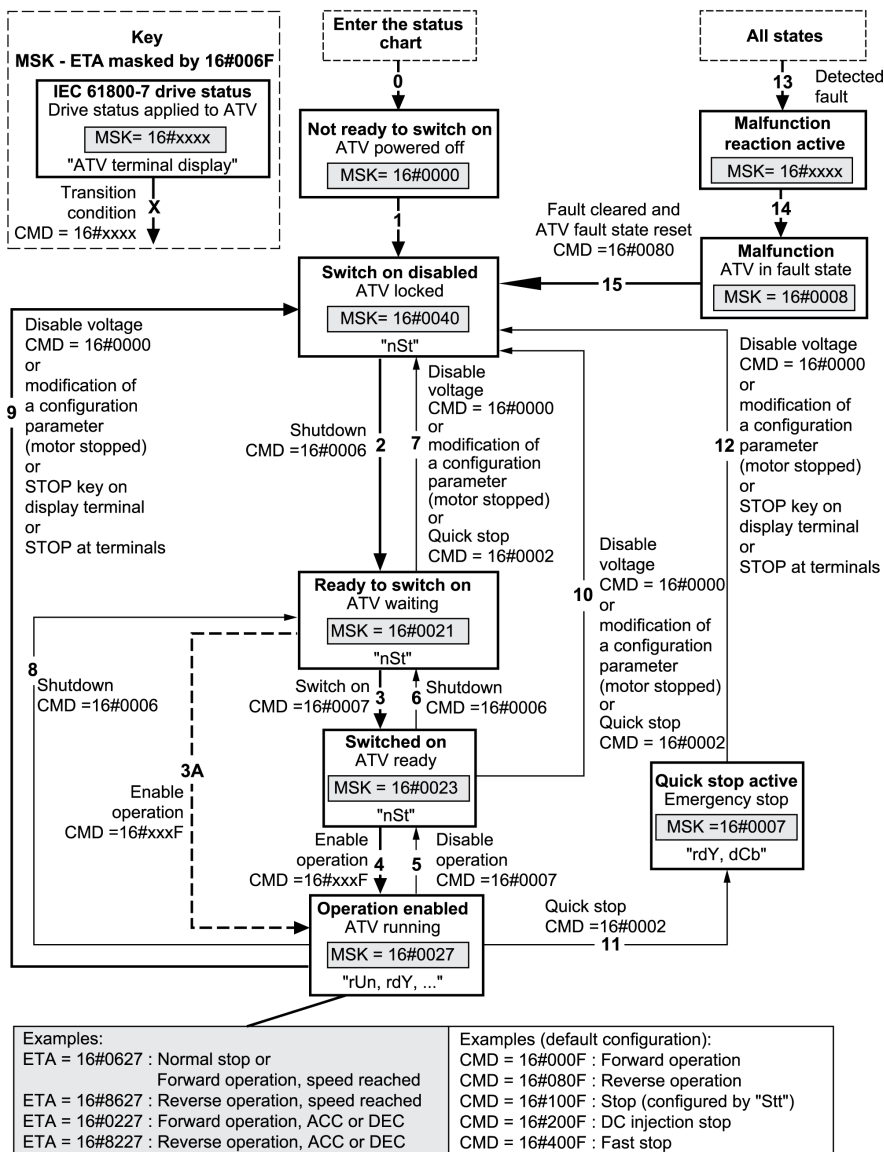 Key
MSK - ETA masked by 16#006F
IEC 61800-7 drive status
Drive status applied to ATV
MSK= 16#xxxx
"ATV terminal display"
Transition
condition
CMD = 16#xxxx
X
Enter the status
chart
0
Not ready to switch on
ATV powered off
MSK= 16#0000
1
All states
13
Detected
fault
Malfunction
reaction active
MSK= 16#xxxx
14
Malfunction
ATV in fault state
MSK = 16#0008
Fault cleared and
ATV fault state reset
CMD =16#0080
15
Switch on disabled
ATV locked
MSK= 16#0040
"nSt"
9
Disable voltage
CMD = 16#0000
or
modification of
a configuration
parameter
(motor stopped)
or
STOP key on
display terminal
or
STOP at terminals
Shutdown
CMD =16#0006
2
7
Disable
voltage
CMD = 16#0000
or
modification of
a configuration
parameter
(motor stopped)
or
Quick stop
CMD = 16#0002
12
Disable voltage
CMD = 16#0000
or
modification of
a configuration
parameter
(motor stopped)
or
STOP key on
display terminal
or
STOP at terminals
10
Disable
voltage
CMD = 16#0000
or
modification of
a configuration
parameter
(motor stopped)
or
Quick stop
CMD = 16#0002
Ready to switch on
ATV waiting
MSK = 16#0021
"nSt"
8
Shutdown
CMD =16#0006
Switch on
CMD =16#0007
3
6
Shutdown
CMD =16#0006
Switched on
ATV ready
MSK = 16#0023
"nSt"
3A
Enable
operation
CMD =16#xxxF
Enable
operation
CMD =16#xxxF
4
5
Disable
operation
CMD =16#0007
Quick stop active
Emergency stop
MSK =16#0007
"rdY, dCb"
Operation enabled
ATV running
MSK = 16#0027
"rUn, rdY, ..."
Quick stop
CMD =16#0002
11
Examples:
ETA = 16#0627 : Normal stop or
Forward operation, speed reached
ETA = 16#8627 : Reverse operation, speed reached
ETA = 16#0227 : Forward operation, ACC or DEC
ETA = 16#8227 : Reverse operation, ACC or DEC
Examples (default configuration):
CMD = 16#000F : Forward operation
CMD = 16#080F : Reverse operation
CMD = 16#100F : Stop (configured by "Stt")
CMD = 16#200F : DC injection stop
CMD = 16#400F : Fast stop